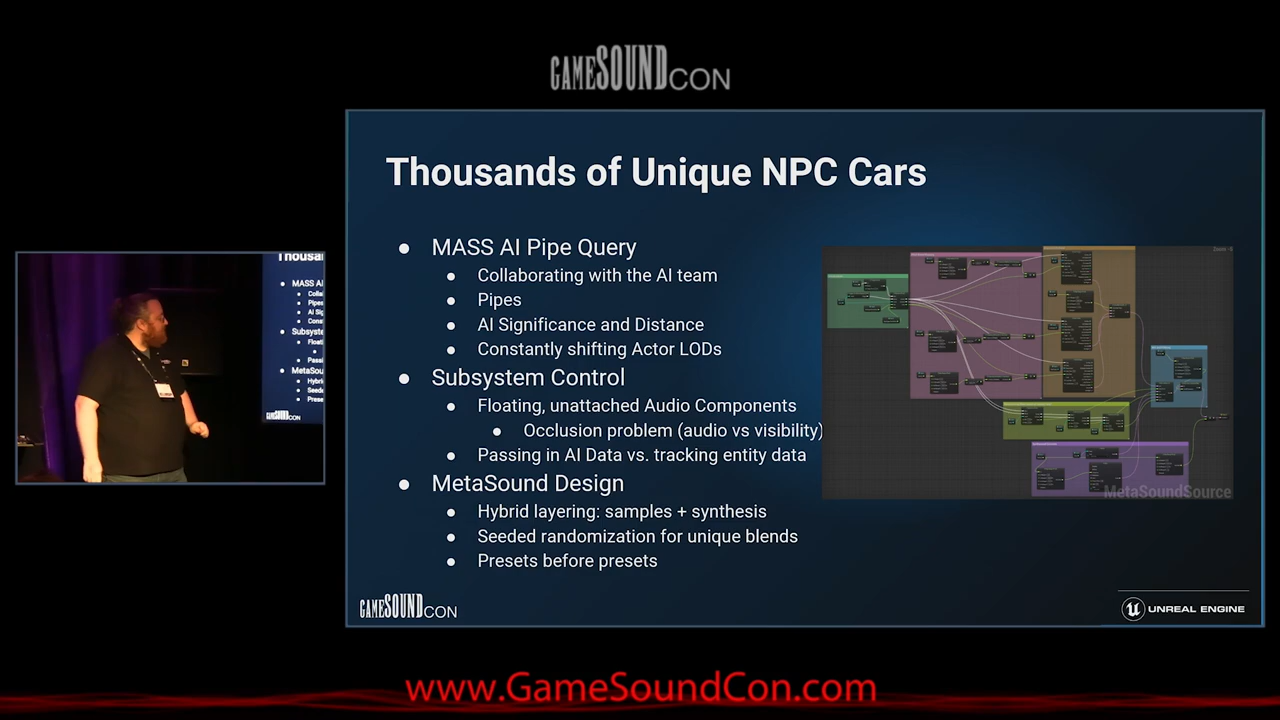 GAMESOUNDCON
Thousands of Unique NPC Cars
MASS AI Pipe Query
Collaborating with the AI team
Pipes
AI Significance and Distance
Constantly shifting Actor LODs
Subsystem Control
Floating, unattached Audio Components
Occlusion problem (audio vs visibility)
Passing in AI Data vs. tracking entity data
MetaSound Design
Hybrid layering: samples + synthesis
Seeded randomization for unique blends
Presets before presets
MetaSoundSource
GAMESOUNDCON
UNREAL ENGINE
www.GameSoundCon.com